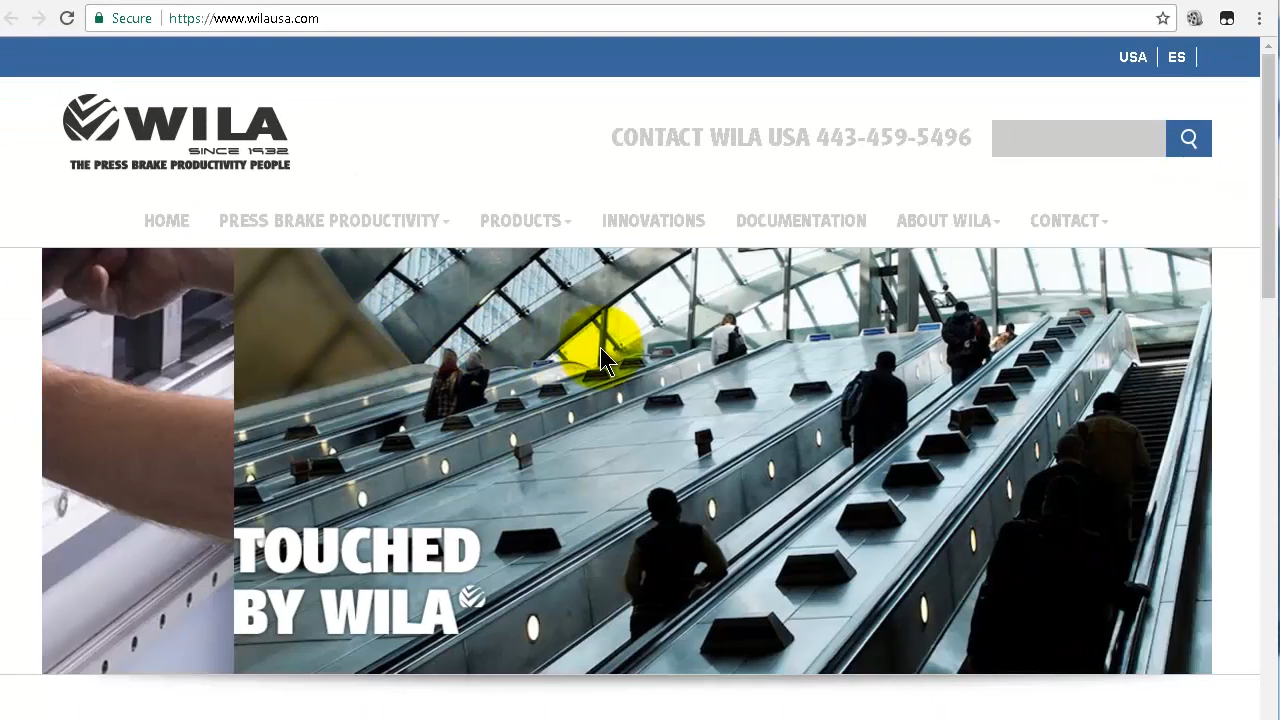 Secure https://www.wilausa.com
USA ES
WILA
SINCE 1932
THE PRESS BRAKE PRODUCTIVITY PEOPLE
CONTACT WILA USA 443-459-5496
HOME PRESS BRAKE PRODUCTIVITY PRODUCTS INNOVATIONS DOCUMENTATION ABOUT WILA CONTACT
TOUCHED
BY WILA